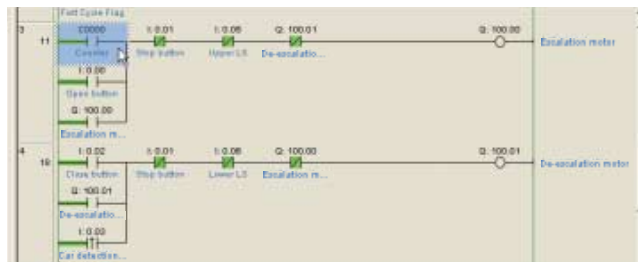 First Cycle Flag
3
11
C0000
I: 0.01
I: 0.05
Q: 100.01
Q: 100.00
Counter
Stop button
Upper LS
De-escalatio...
Escalation motor
I: 0.00
Open button
Q: 100.00
Escalation m...
4
I: 0.02
I: 0.01
I: 0.06
Q: 100.00
Q: 100.01
Close button
Stop button
Lower LS
Escalation m...
De-escalation motor
Q: 100.01
De-escalatio...
I: 0.03
Car detection...